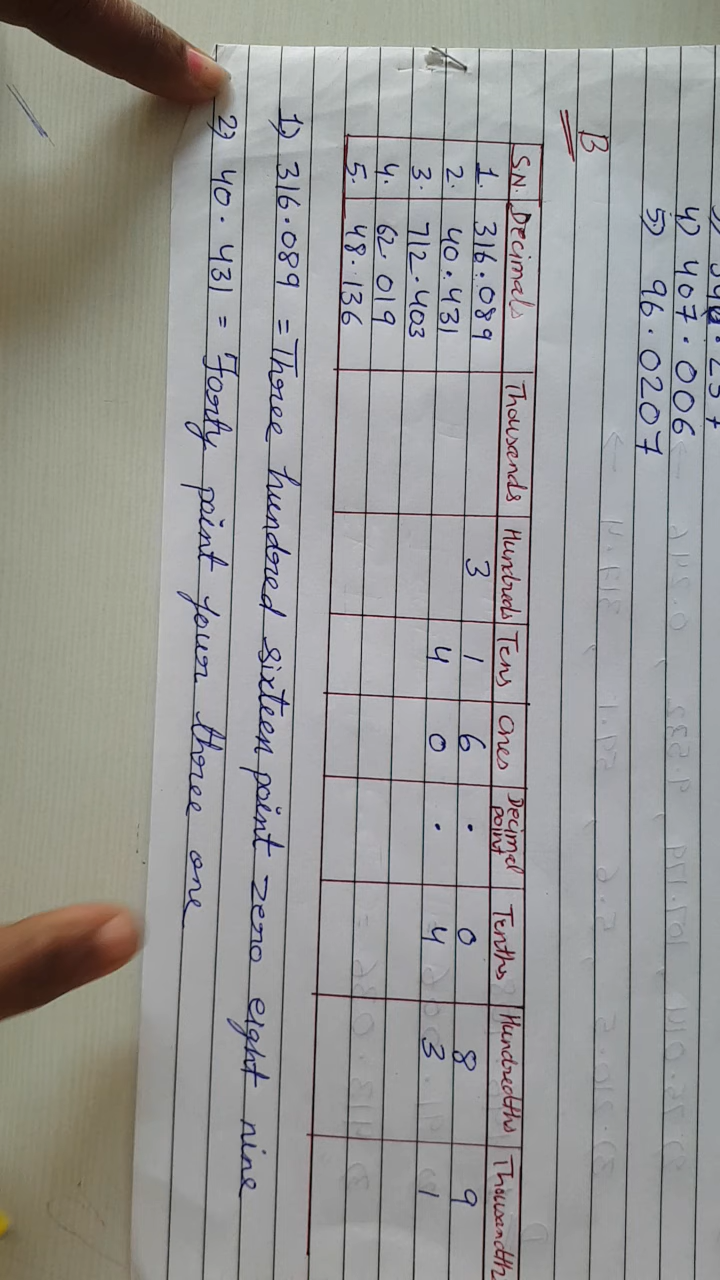 4) 407.006
5) 96.0207
B
S.N. Decimals Thousands Hundreds Tens Ones Decimal point Tenths Hundredths Thousandth
1. 316.089 3 1 6 . 0 8 9
2. 40.431 4 0 . 4 3 1
3. 712.403
4. 62.019
5. 48.136
1) 316.089 = Three hundred sixteen point zero eight nine
2) 40.431 = Forty point four three one